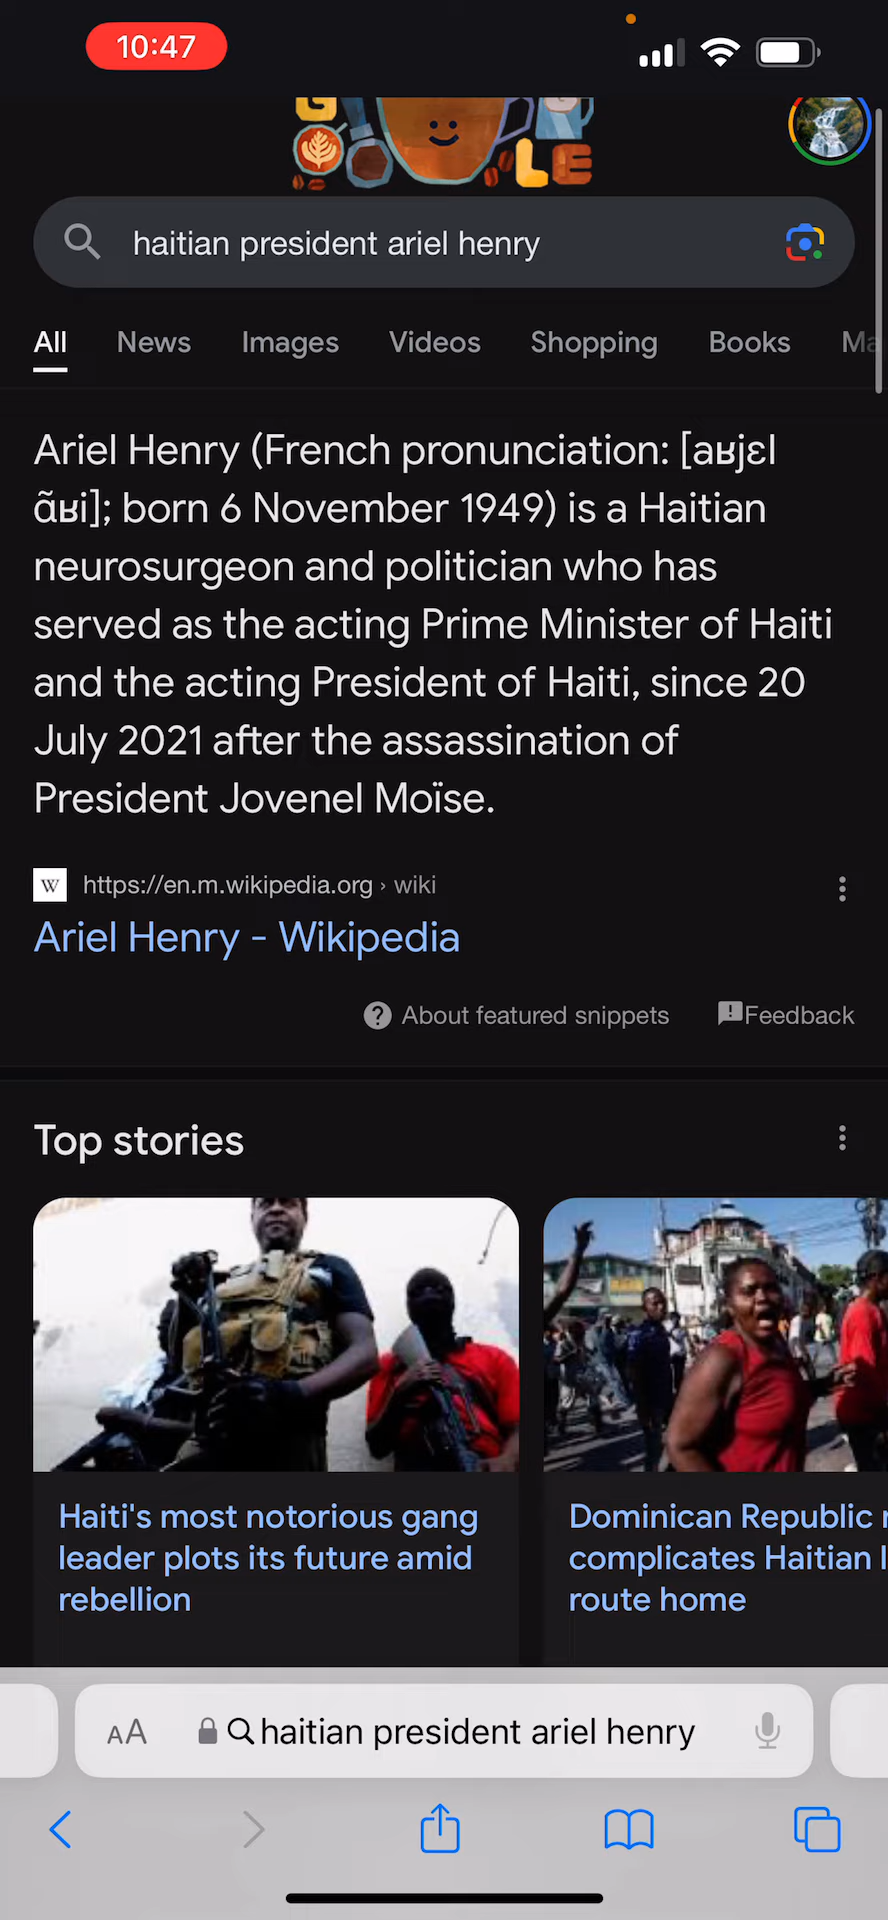 10:47
G
G
LE
haitian president ariel henry
All News Images Videos Shopping Books Ma
Ariel Henry (French pronunciation: [aʁjɛl
ɑ̃ʁi]; born 6 November 1949) is a Haitian
neurosurgeon and politician who has
served as the acting Prime Minister of Haiti
and the acting President of Haiti, since 20
July 2021 after the assassination of
President Jovenel Moïse.
W https://en.m.wikipedia.org › wiki
Ariel Henry - Wikipedia
About featured snippets Feedback
Top stories
Haiti's most notorious gang
leader plots its future amid
rebellion
Dominican Republic
complicates Haitian
route home
AA haitian president ariel henry